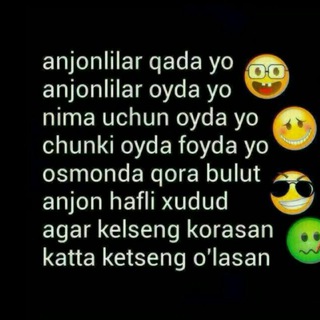 anjonlilar qada yo
anjonlilar oyda yo
nima uchun oyda yo
chunki oyda foyda yo
osmonda qora bulut
anjon hafli xudud
agar kelseng korasan
katta ketseng o'lasan